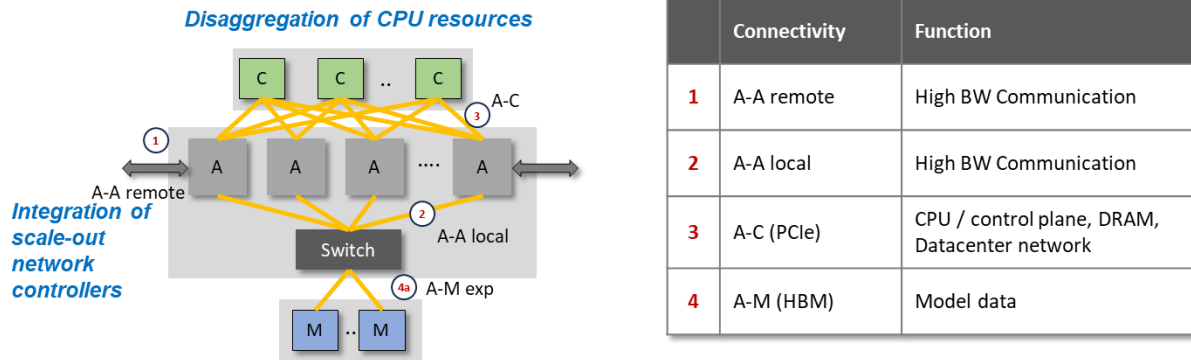 Disaggregation of CPU resources
C
C
..
C
A-C
3
1
A
A
A
....
A
A-A remote
Integration of
scale-out
network
controllers
2
A-A local
Switch
4a
A-M exp
M
..
M
Connectivity
Function
1
A-A remote
High BW Communication
2
A-A local
High BW Communication
3
A-C (PCIe)
CPU / control plane, DRAM,
Datacenter network
4
A-M (HBM)
Model data